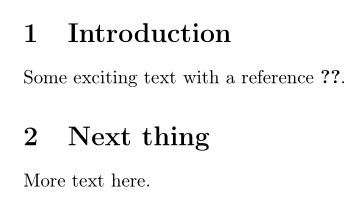 1 Introduction
Some exciting text with a reference ??.
2 Next thing
More text here.